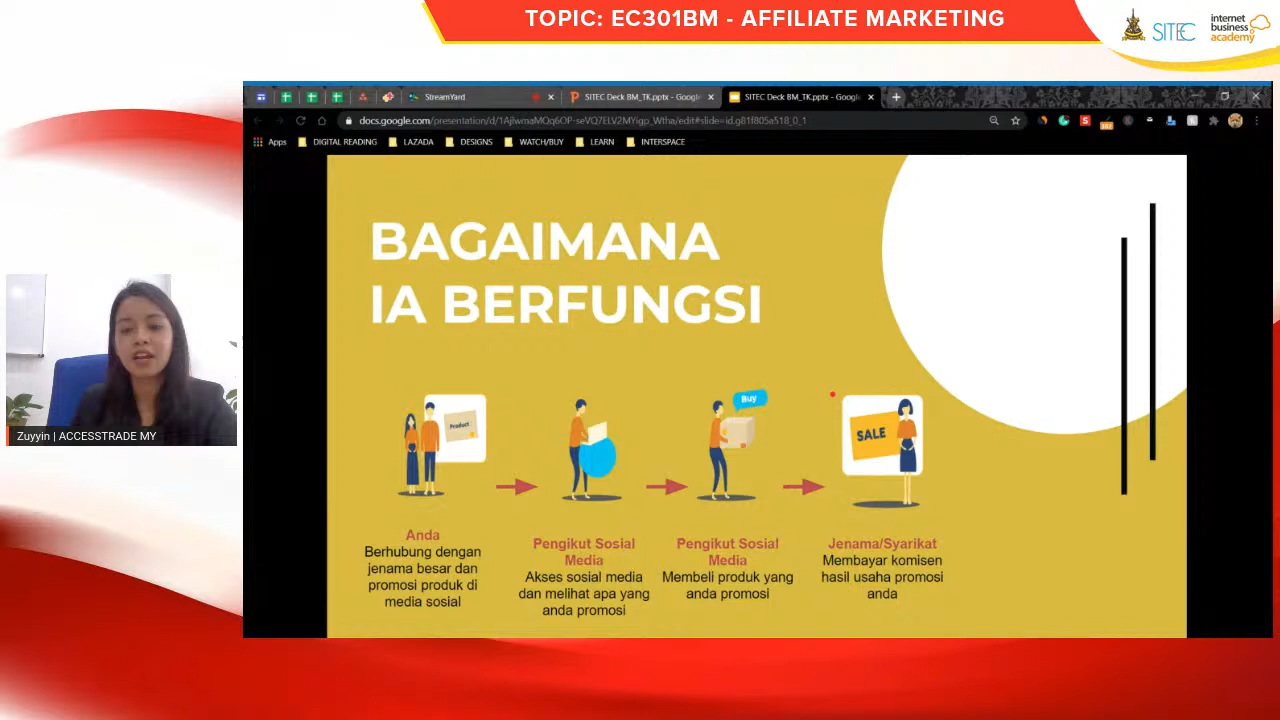 TOPIC: EC301BM - AFFILIATE MARKETING
SITEC
internet
business
academy
StreamYard
SITEC Deck BM_TK.pptx - Google
SITEC Deck BM_TK.pptx - Google
Apps
DIGITAL READING
LAZADA
DESIGNS
WATCH/BUY
LEARN
INTERSPACE
BAGAIMANA
IA BERFUNGSI
Product
Buy
SALE
Anda
Berhubung dengan
jenama besar dan
promosi produk di
media sosial
Pengikut Sosial
Media
Akses sosial media
dan melihat apa yang
anda promosi
Pengikut Sosial
Media
Membeli produk yang
anda promosi
Jenama/Syarikat
Membayar komisen
hasil usaha promosi
anda
Zuyyin | ACCESSTRADE MY